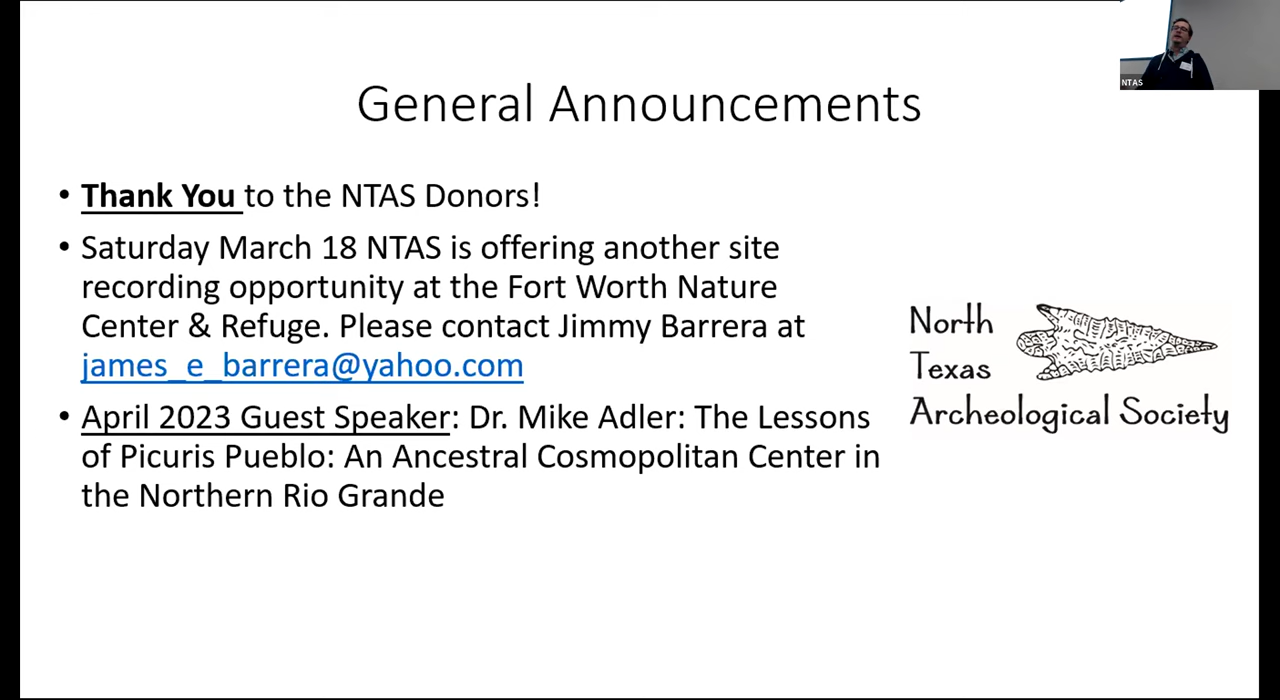 NTAS
General Announcements
• Thank You to the NTAS Donors!
• Saturday March 18 NTAS is offering another site
recording opportunity at the Fort Worth Nature
Center & Refuge. Please contact Jimmy Barrera at
james_e_barrera@yahoo.com
• April 2023 Guest Speaker: Dr. Mike Adler: The Lessons
of Picuris Pueblo: An Ancestral Cosmopolitan Center in
the Northern Rio Grande
North
Texas
Archeological Society